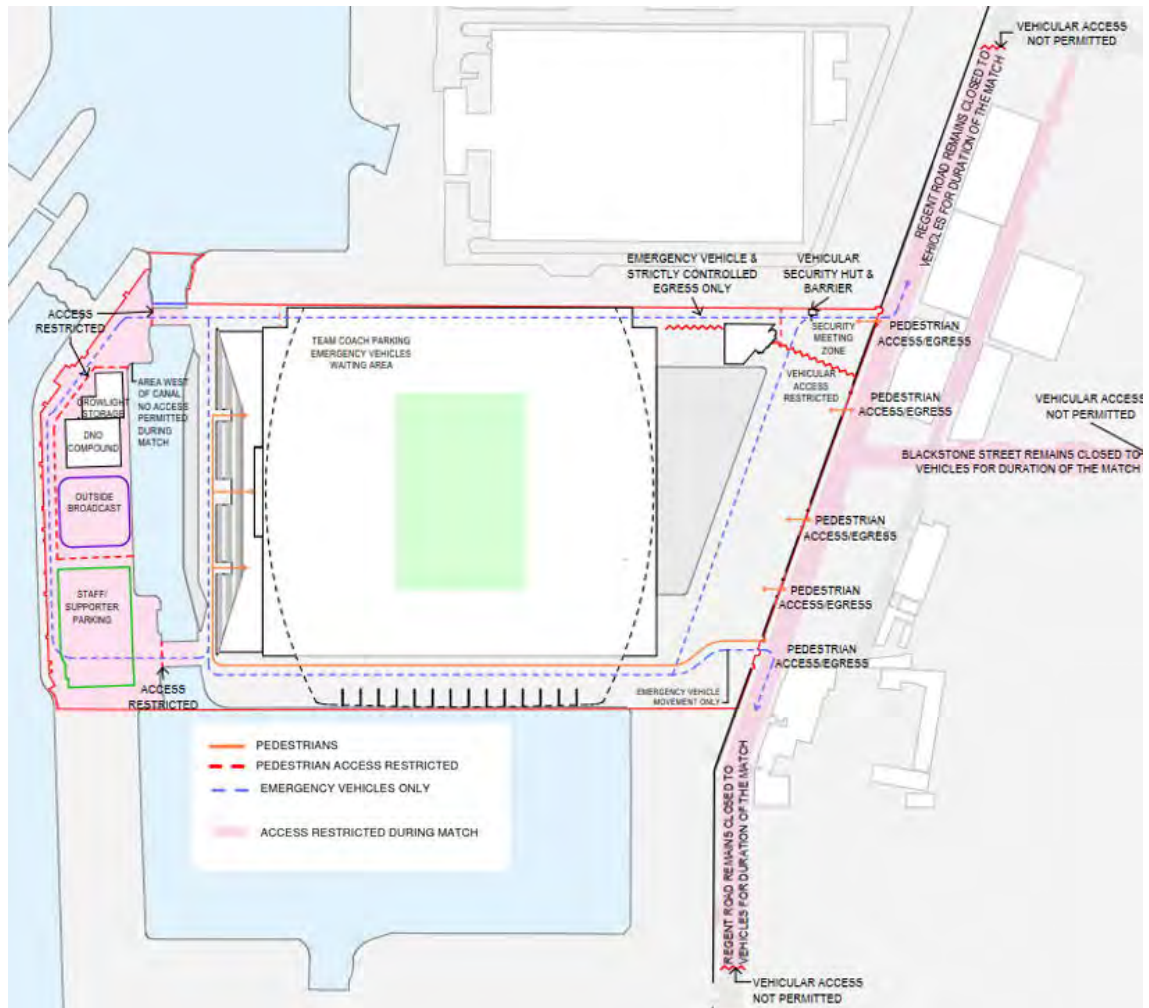 VEHICULAR ACCESS
NOT PERMITTED
REGENT ROAD REMAINS CLOSED TO
VEHICLES FOR DURATION OF THE MATCH
EMERGENCY VEHICLE &
STRICTLY CONTROLLED
EGRESS ONLY
VEHICULAR
SECURITY HUT &
BARRIER
ACCESS
RESTRICTED
TEAM COACH PARKING
EMERGENCY VEHICLES
WAITING AREA
SECURITY
MEETING
ZONE
PEDESTRIAN
ACCESS/EGRESS
VEHICULAR
ACCESS
RESTRICTED
AREA WEST
OF CANAL
NO ACCESS
PERMITTED
DURING
MATCH
GROWLIGHT
STORAGE
DNO
COMPOUND
PEDESTRIAN
ACCESS/EGRESS
VEHICULAR ACCESS
NOT PERMITTED
BLACKSTONE STREET REMAINS CLOSED TO
VEHICLES FOR DURATION OF THE MATCH
OUTSIDE
BROADCAST
PEDESTRIAN
ACCESS/EGRESS
STAFF/
SUPPORTER
PARKING
PEDESTRIAN
ACCESS/EGRESS
PEDESTRIAN
ACCESS/EGRESS
ACCESS
RESTRICTED
EMERGENCY VEHICLE
MOVEMENT ONLY
PEDESTRIANS
PEDESTRIAN ACCESS RESTRICTED
EMERGENCY VEHICLES ONLY
ACCESS RESTRICTED DURING MATCH
REGENT ROAD REMAINS CLOSED TO
VEHICLES FOR DURATION OF THE MATCH
VEHICULAR ACCESS
NOT PERMITTED